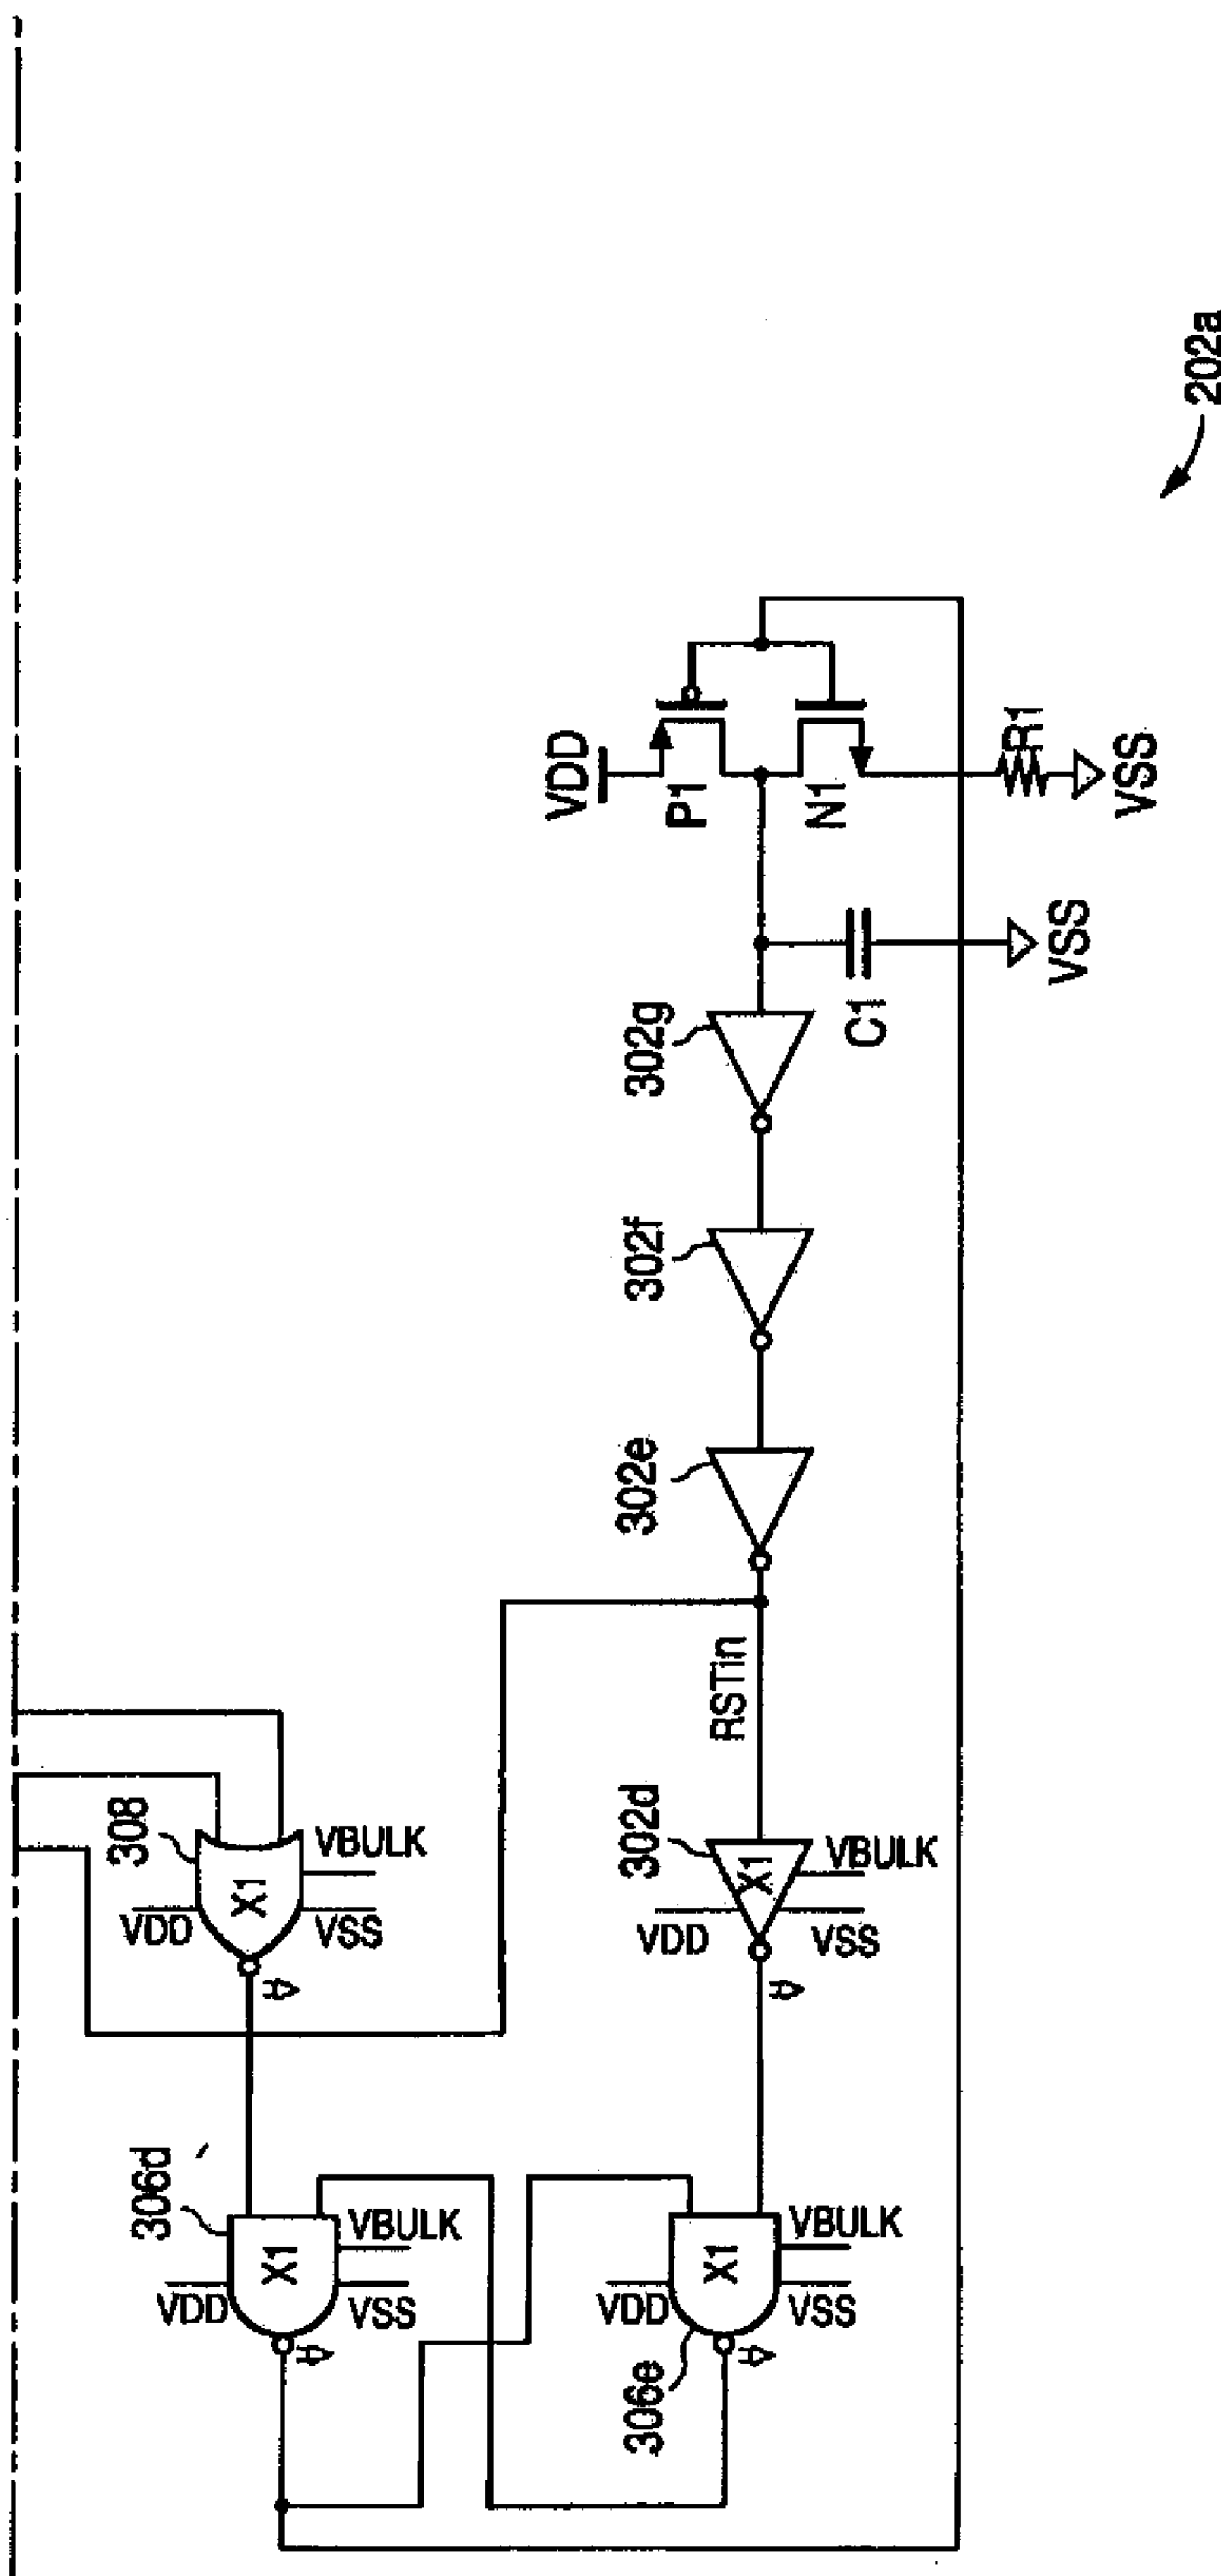 202a
VDD
P1
N1
R1
VSS
C1
VSS
302g
302f
302e
RSTin
308
X1
VDD
VBULK
VSS
302d
X1
VDD
VBULK
VSS
306d
X1
VDD
VBULK
VSS
306e
X1
VDD
VBULK
VSS